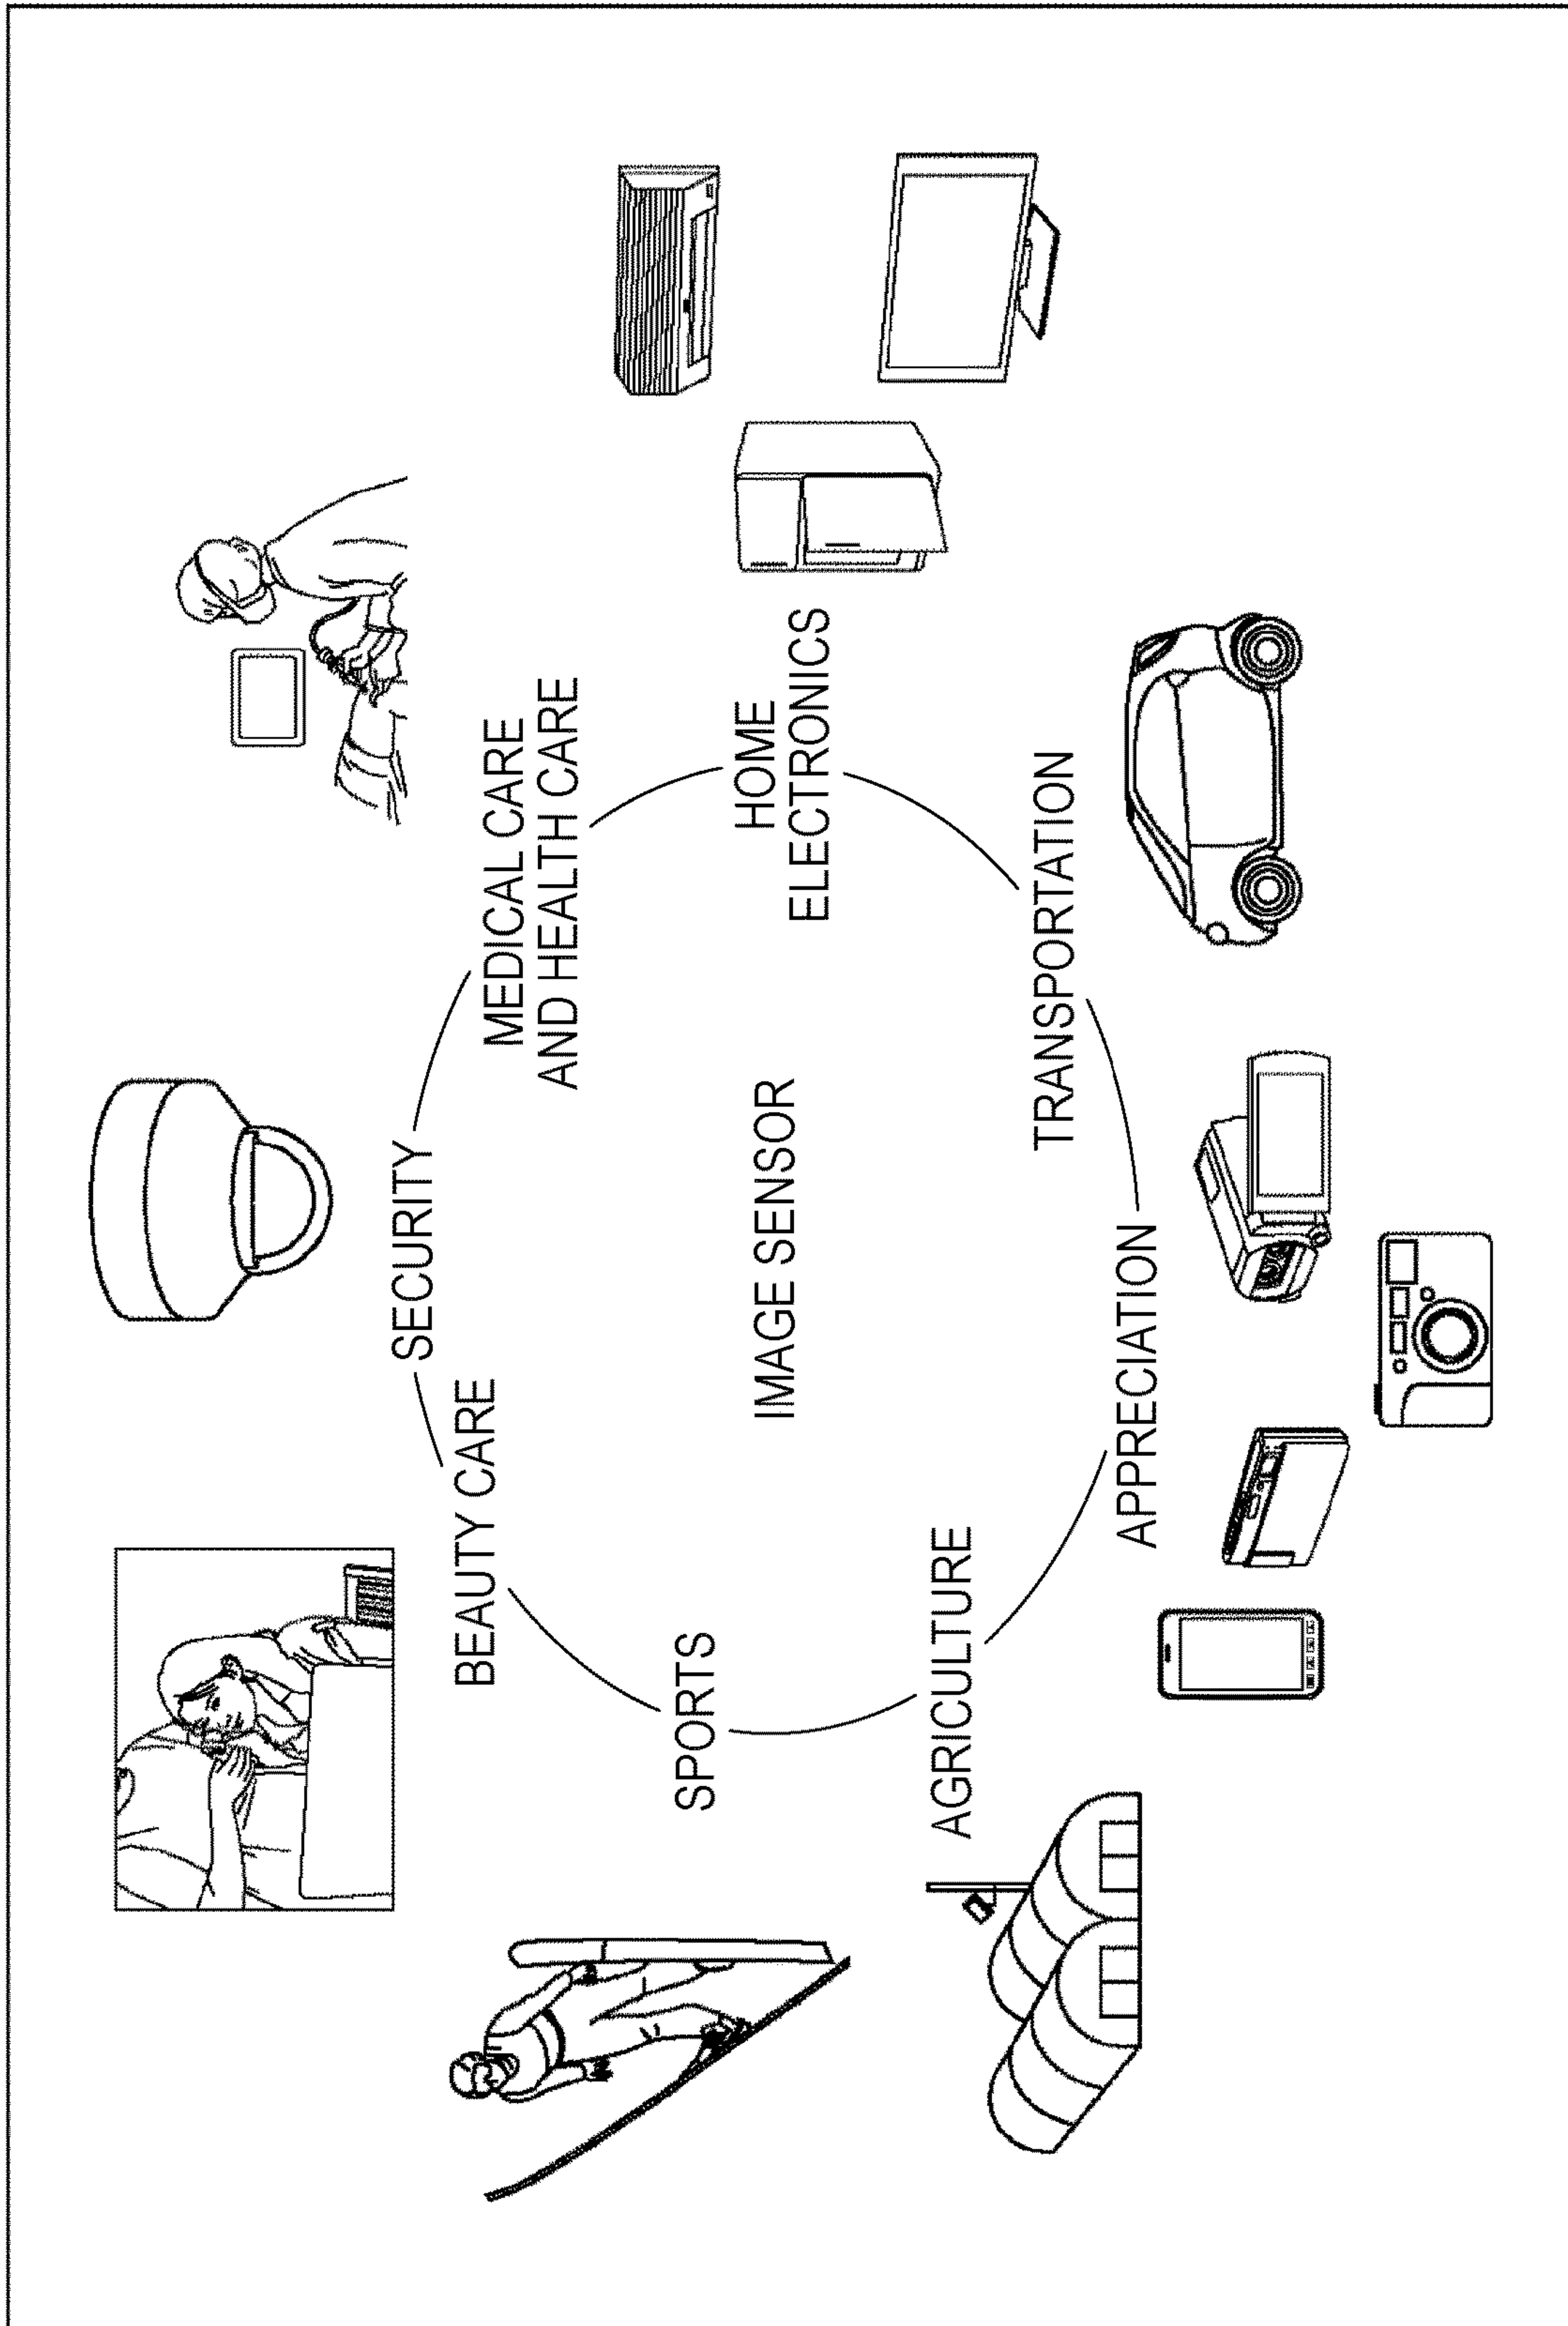 SECURITY
BEAUTY CARE
MEDICAL CARE
AND HEALTH CARE
SPORTS
IMAGE SENSOR
HOME
ELECTRONICS
AGRICULTURE
TRANSPORTATION
APPRECIATION